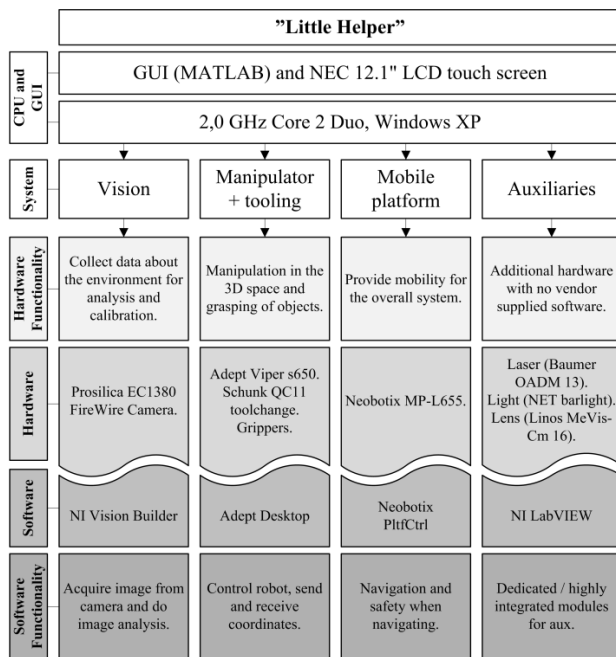 ”Little Helper”
CPU and
GUI
GUI (MATLAB) and NEC 12.1" LCD touch screen
2,0 GHz Core 2 Duo, Windows XP
System
Vision
Manipulator
+ tooling
Mobile
platform
Auxiliaries
Hardware
Functionality
Collect data about
the environment for
analysis and
calibration.
Manipulation in the
3D space and
grasping of objects.
Provide mobility for
the overall system.
Additional hardware
with no vendor
supplied software.
Hardware
Prosilica EC1380
FireWire Camera.
Adept Viper s650.
Schunk QC11
toolchange.
Grippers.
Neobotix MP-L655.
Laser (Baumer
OADM 13).
Light (NET barlight).
Lens (Linos MeVis-
Cm 16).
Software
NI Vision Builder
Adept Desktop
Neobotix
PltfCtrl
NI LabVIEW
Software
Functionality
Acquire image from
camera and do
image analysis.
Control robot, send
and receive
coordinates.
Navigation and
safety when
navigating.
Dedicated / highly
integrated modules
for aux.